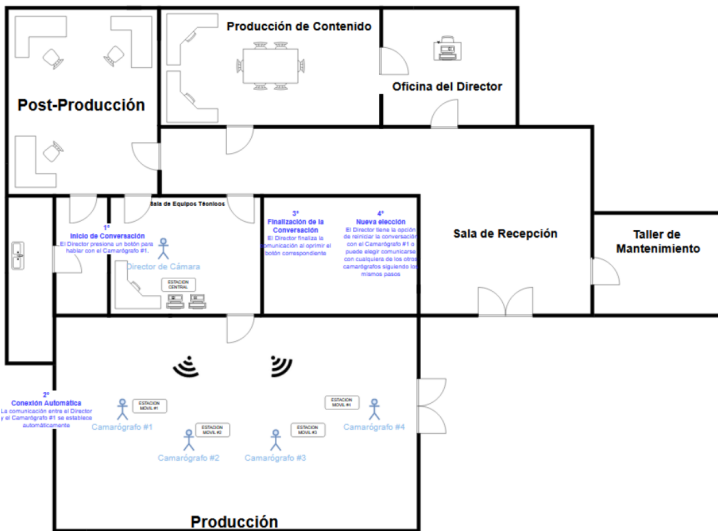 Producción de Contenido
Oficina del Director
Post-Producción
Sala de Equipos Técnicos
1°
Inicio de Conversación
El Director presiona un botón para
hablar con el Camarógrafo #1.
Director de Cámara
ESTACION
CENTRAL
3°
Finalización de la
Conversación
El Director finaliza la
comunicación al oprimir el
botón correspondiente
4°
Nueva elección
El Director tiene la opción
de reiniciar la conversación
con el Camarógrafo #1 o
puede elegir comunicarse
con cualquiera de los otros
camarógrafos siguiendo los
mismos pasos
Sala de Recepción
Taller de
Mantenimiento
2°
Conexión Automática
La comunicación entre el Director
y el Camarógrafo #1 se establece
automáticamente
ESTACION
MOVIL #1
Camarógrafo #1
ESTACION
MOVIL #2
Camarógrafo #2
ESTACION
MOVIL #3
Camarógrafo #3
ESTACION
MOVIL #4
Camarógrafo #4
Producción